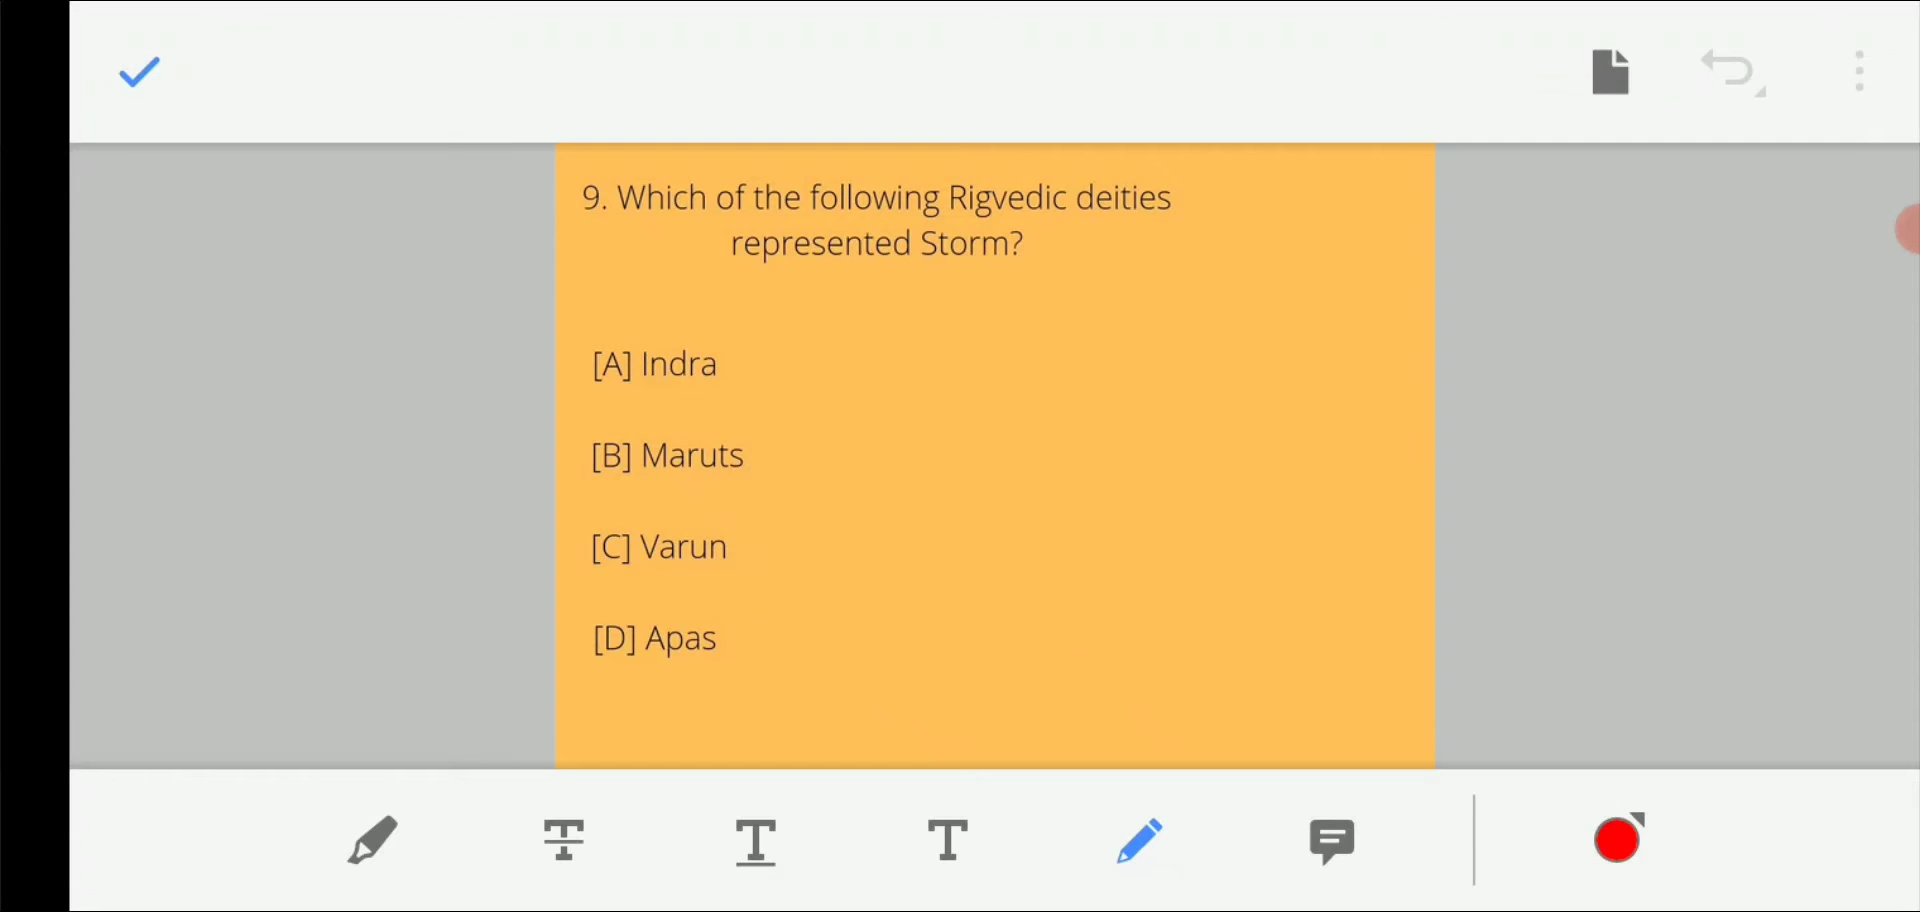 9. Which of the following Rigvedic deities
represented Storm?
[A] Indra
[B] Maruts
[C] Varun
[D] Apas